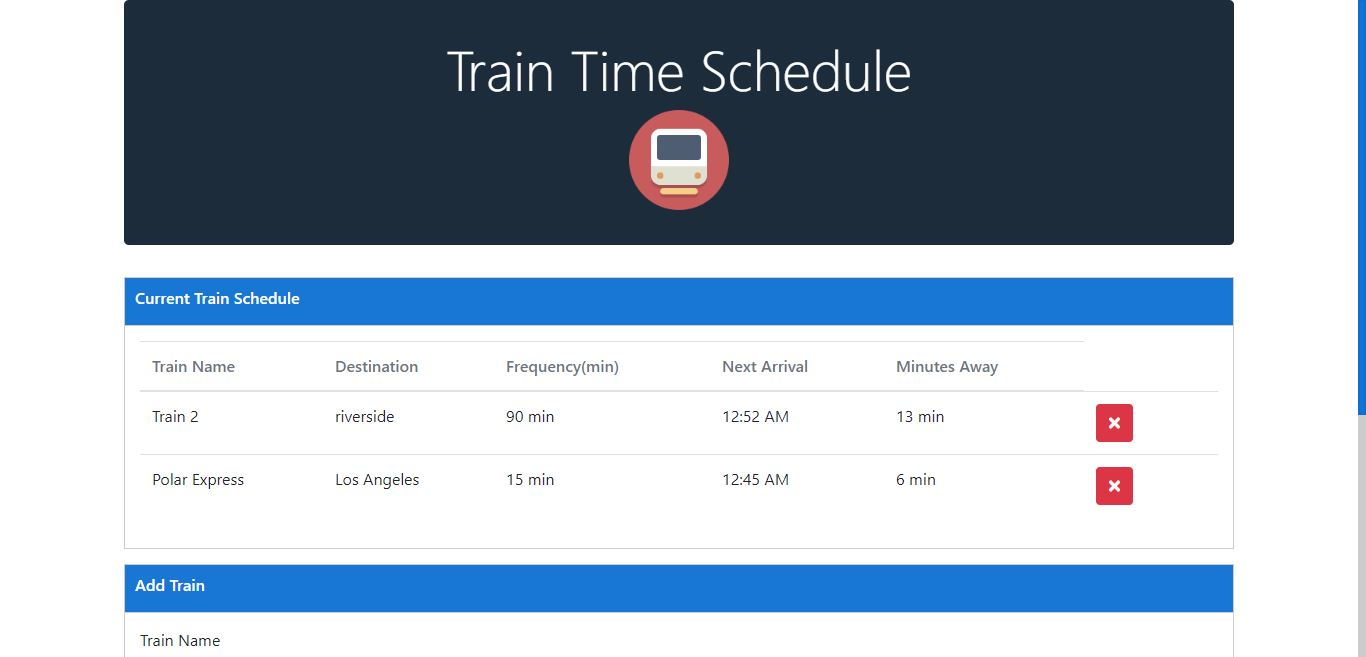 Train Time Schedule
Current Train Schedule
Train Name Destination Frequency(min) Next Arrival Minutes Away
Train 2 riverside 90 min 12:52 AM 13 min
Polar Express Los Angeles 15 min 12:45 AM 6 min
Add Train
Train Name